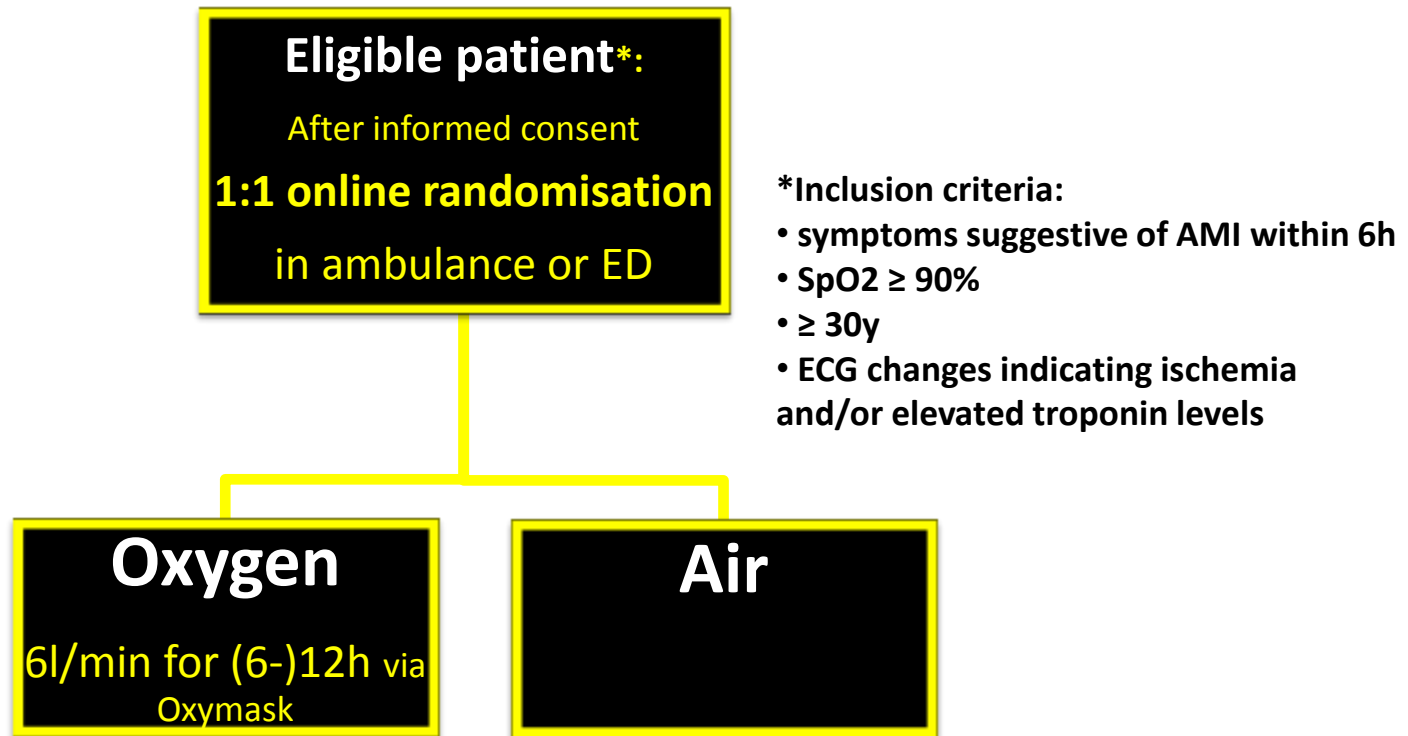 Eligible patient*:
After informed consent
1:1 online randomisation
in ambulance or ED
*Inclusion criteria:
• symptoms suggestive of AMI within 6h
• SpO2 ≥ 90%
• ≥ 30y
• ECG changes indicating ischemia
and/or elevated troponin levels
Oxygen
6l/min for (6-)12h via
Oxymask
Air